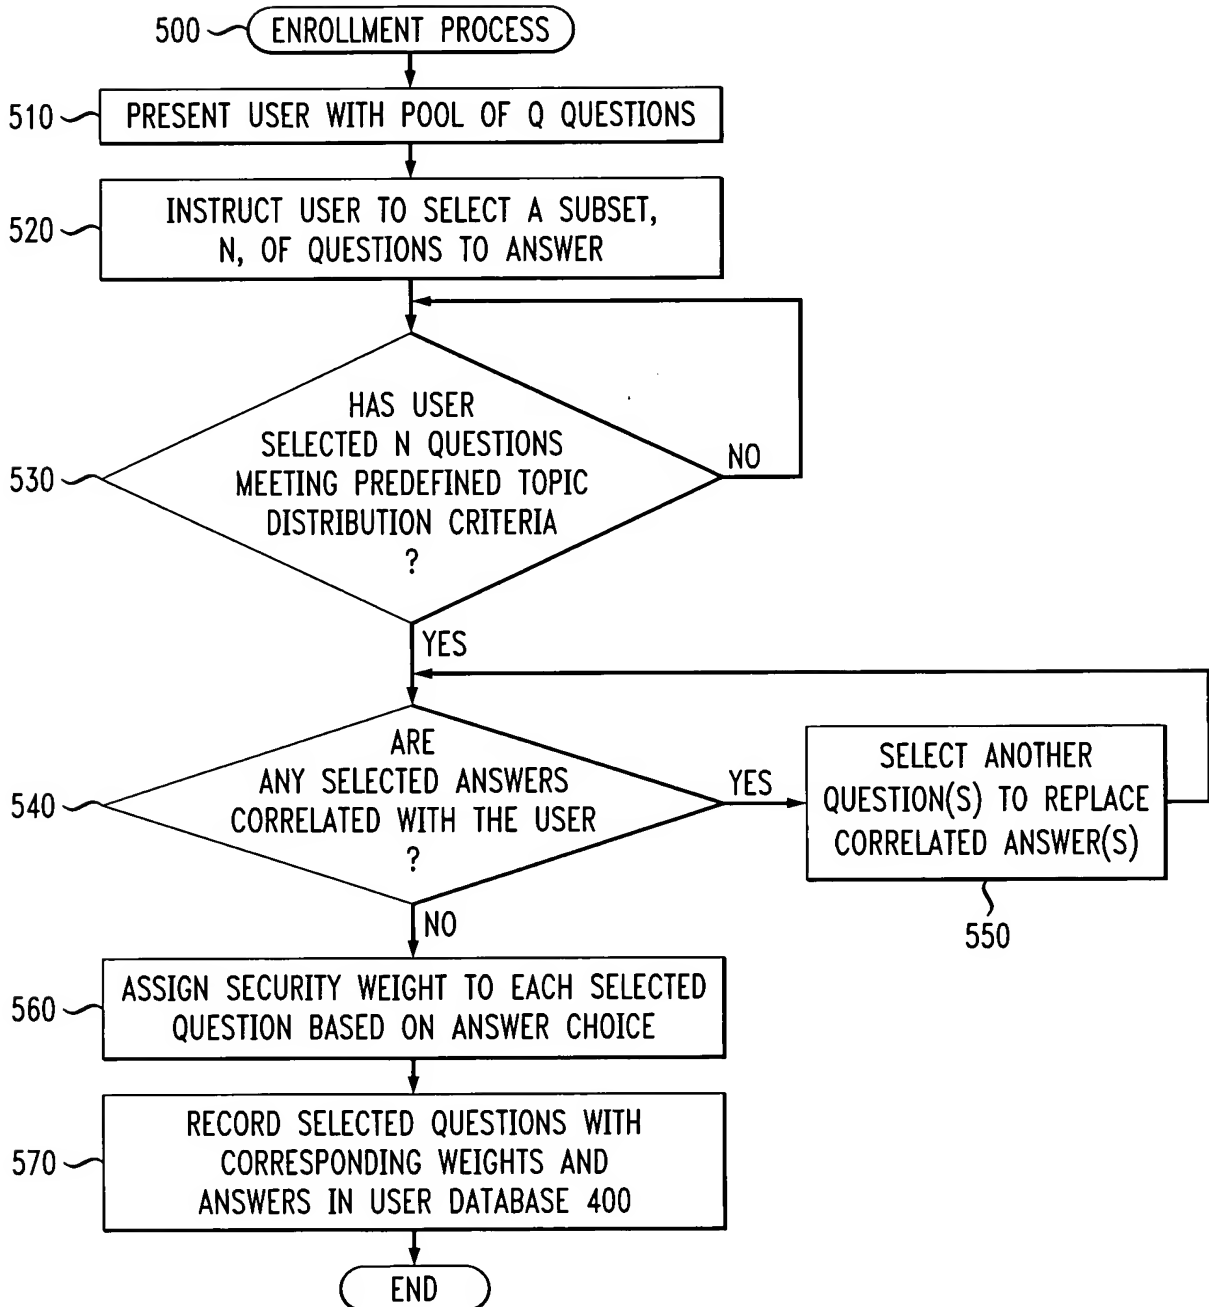 500
ENROLLMENT PROCESS
510
PRESENT USER WITH POOL OF Q QUESTIONS
520
INSTRUCT USER TO SELECT A SUBSET,
N, OF QUESTIONS TO ANSWER
530
HAS USER
SELECTED N QUESTIONS
MEETING PREDEFINED TOPIC
DISTRIBUTION CRITERIA
?
NO
YES
540
ARE
ANY SELECTED ANSWERS
CORRELATED WITH THE USER
?
YES
SELECT ANOTHER
QUESTION(S) TO REPLACE
CORRELATED ANSWER(S)
550
NO
560
ASSIGN SECURITY WEIGHT TO EACH SELECTED
QUESTION BASED ON ANSWER CHOICE
570
RECORD SELECTED QUESTIONS WITH
CORRESPONDING WEIGHTS AND
ANSWERS IN USER DATABASE 400
END